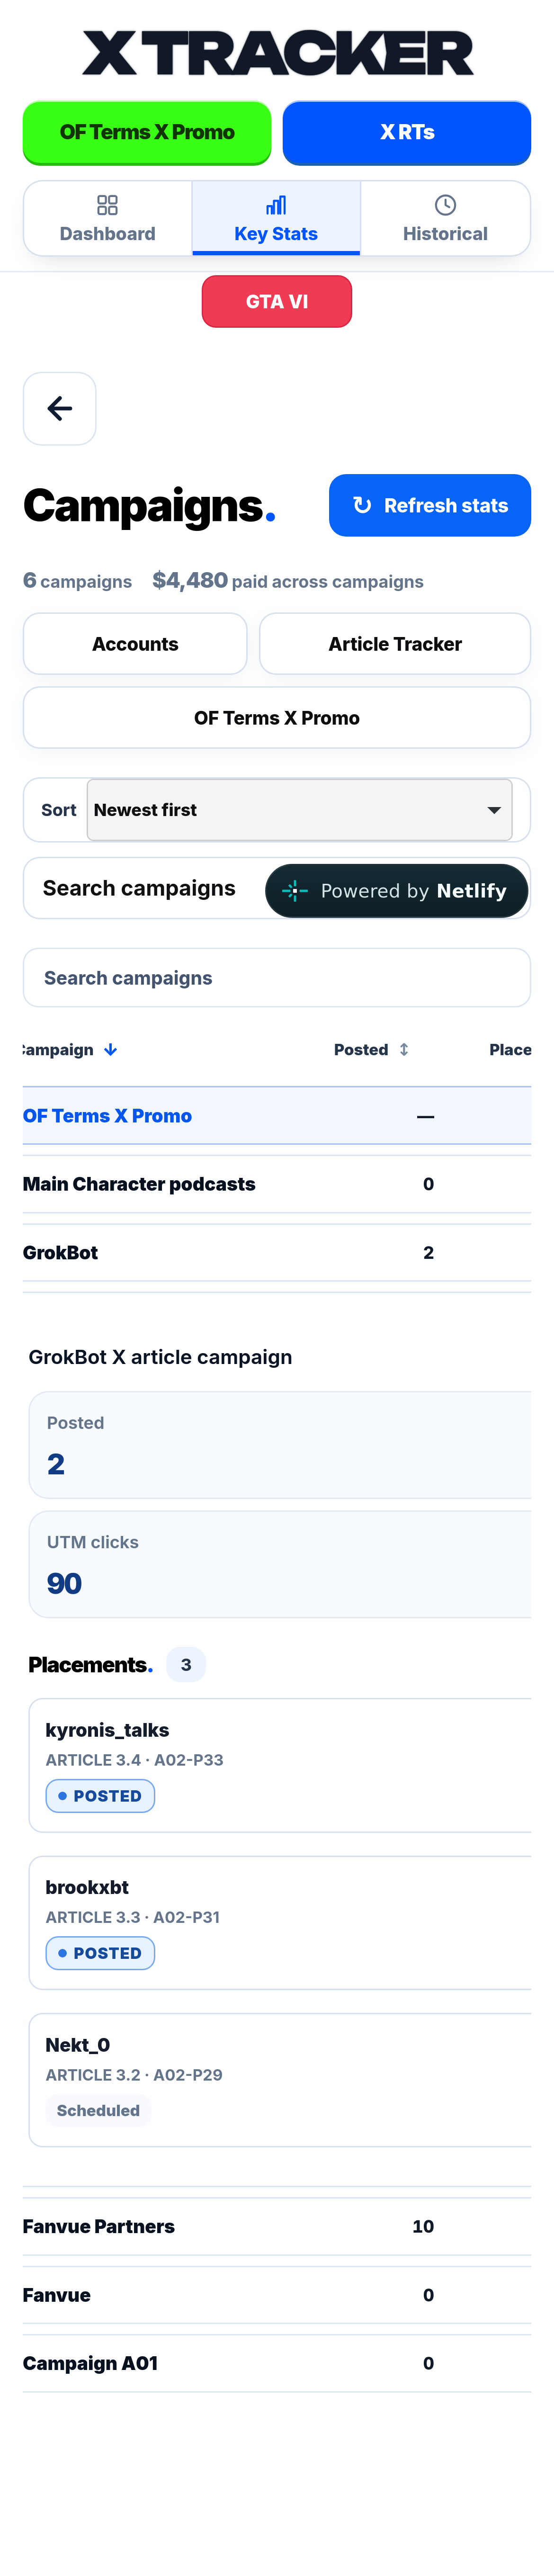 X TRACKER
OF Terms X Promo
X RTs
Dashboard
Key Stats
Historical
GTA VI
Campaigns.
↻ Refresh stats
6 campaigns $4,480 paid across campaigns
Accounts
Article Tracker
OF Terms X Promo
Sort Newest first
Search campaigns
Powered by Netlify
Search campaigns
Campaign ↓ Posted ↕ Place
OF Terms X Promo —
Main Character podcasts 0
GrokBot 2
GrokBot X article campaign
Posted
2
UTM clicks
90
Placements. 3
kyronis_talks
ARTICLE 3.4 · A02-P33
POSTED
brookxbt
ARTICLE 3.3 · A02-P31
POSTED
Nekt_0
ARTICLE 3.2 · A02-P29
Scheduled
Fanvue Partners 10
Fanvue 0
Campaign A01 0